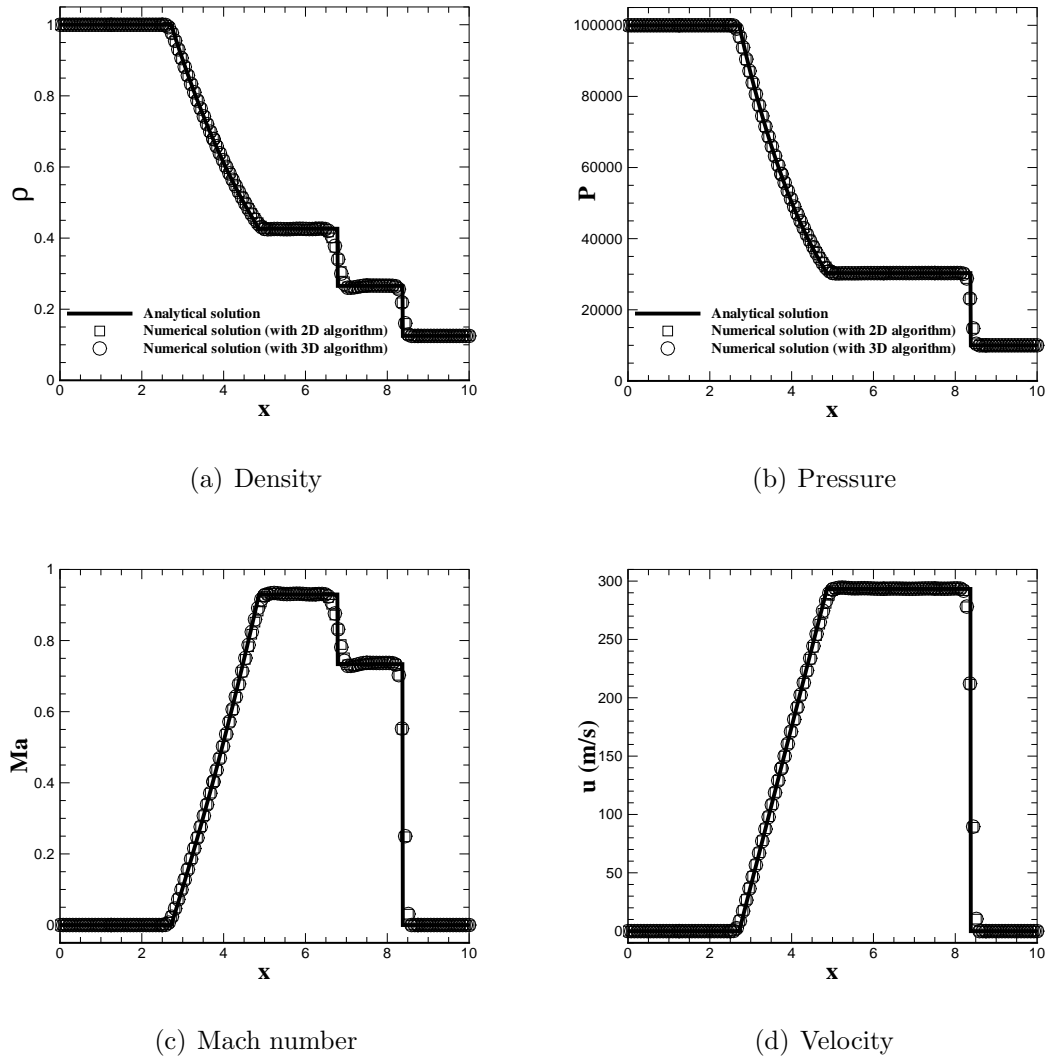 ρ
1
0.8
0.6
0.4
0.2
0
Analytical solution
Numerical solution (with 2D algorithm)
Numerical solution (with 3D algorithm)
0 2 4 6 8 10
x
(a) Density
P
100000
80000
60000
40000
20000
0
Analytical solution
Numerical solution (with 2D algorithm)
Numerical solution (with 3D algorithm)
0 2 4 6 8 10
x
(b) Pressure
Ma
1
0.8
0.6
0.4
0.2
0
0 2 4 6 8 10
x
(c) Mach number
u (m/s)
300
250
200
150
100
50
0
0 2 4 6 8 10
x
(d) Velocity